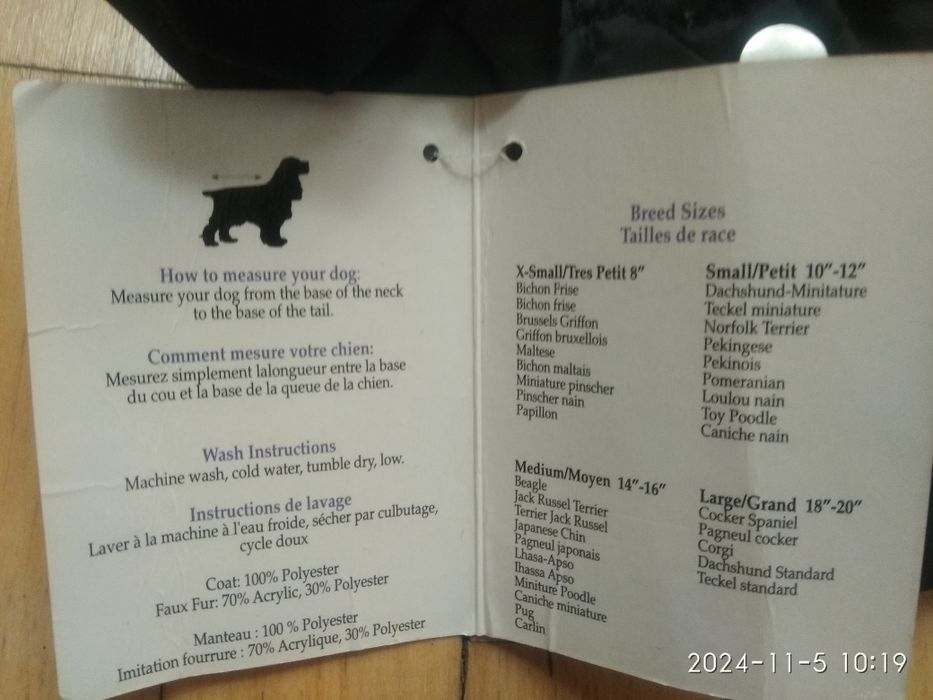 How to measure your dog:
Measure your dog from the base of the neck
to the base of the tail.
Comment mesure votre chien:
Mesurez simplement lalongueur entre la base
du cou et la base de la queue de la chien.
Wash Instructions
Machine wash, cold water, tumble dry, low.
Instructions de lavage
Laver à la machine à l'eau froide, sécher par culbutage,
cycle doux
Coat: 100% Polyester
Faux Fur: 70% Acrylic, 30% Polyester
Manteau : 100 % Polyester
Imitation fourrure : 70% Acrylique, 30% Polyester
Breed Sizes
Tailles de race
X-Small/Tres Petit 8"
Bichon Frise
Bichon frise
Brussels Griffon
Griffon bruxellois
Maltese
Bichon maltais
Miniature pinscher
Pinscher nain
Papillon
Small/Petit 10"-12"
Dachshund-Minitature
Teckel miniature
Norfolk Terrier
Pekingese
Pekinois
Pomeranian
Loulou nain
Toy Poodle
Caniche nain
Medium/Moyen 14"-16"
Beagle
Jack Russel Terrier
Terrier Jack Russel
Japanese Chin
Pagneul japonais
Lhasa-Apso
Ihassa Apso
Miniture Poodle
Caniche miniature
Pug
Carlin
Large/Grand 18"-20"
Cocker Spaniel
Pagneul cocker
Corgi
Dachshund Standard
Teckel standard
2024-11-5 10:19